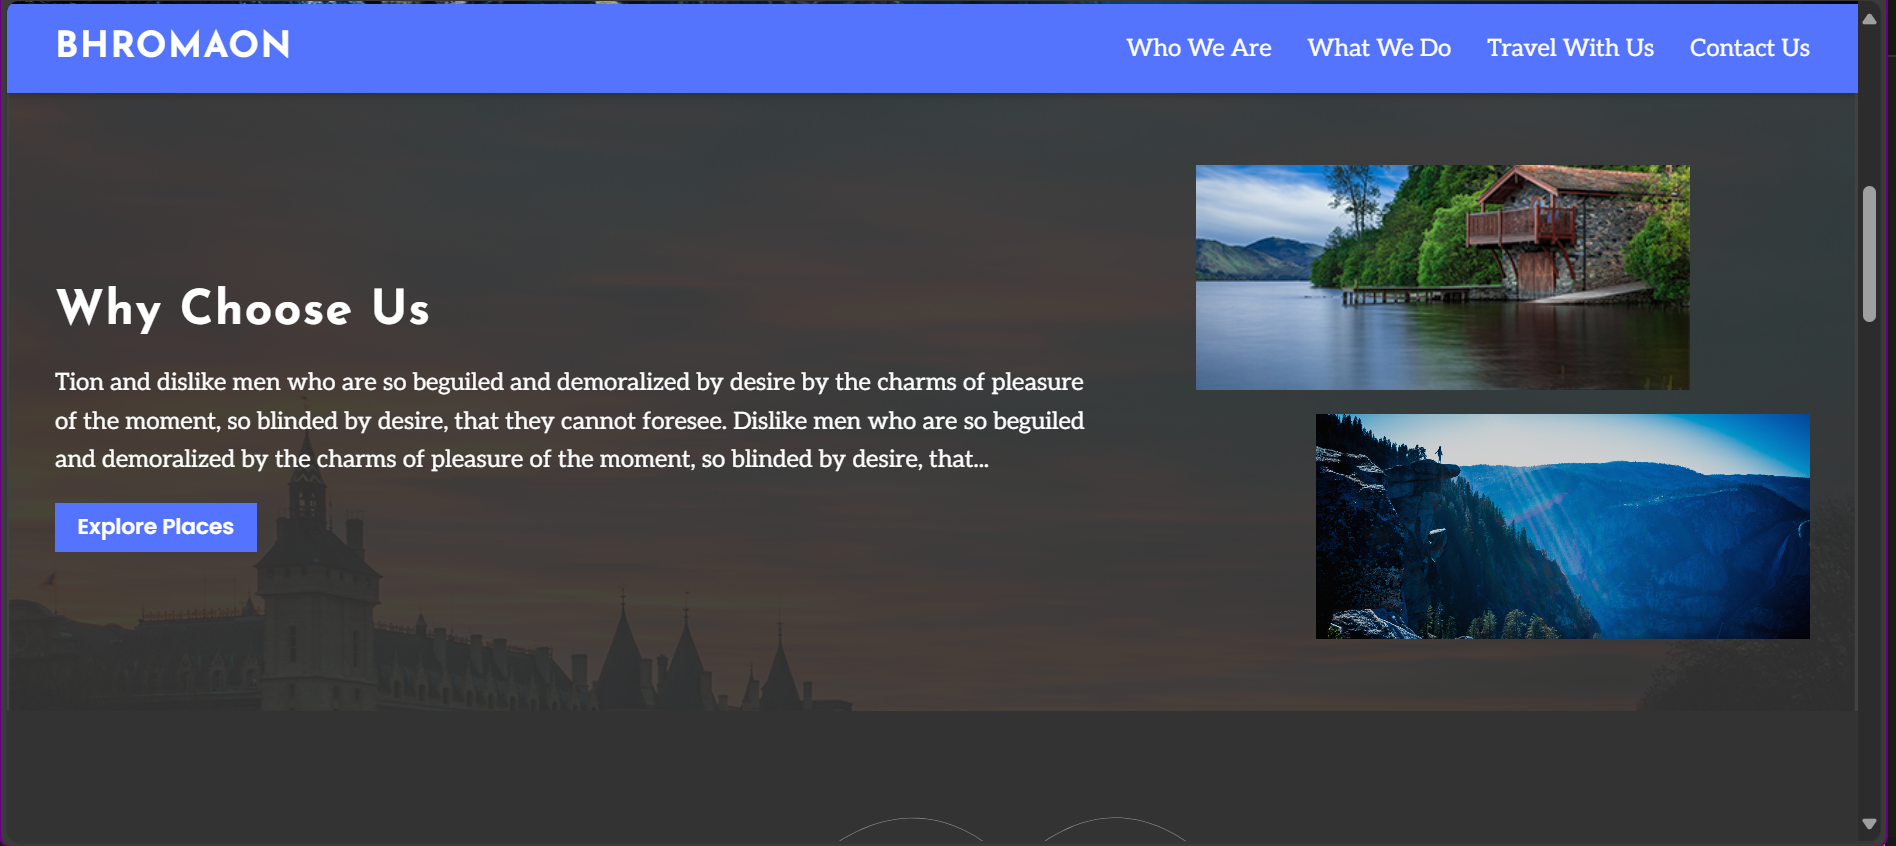 BHROMAON
Who We Are
What We Do
Travel With Us
Contact Us
Why Choose Us
Tion and dislike men who are so beguiled and demoralized by desire by the charms of pleasure
of the moment, so blinded by desire, that they cannot foresee. Dislike men who are so beguiled
and demoralized by the charms of pleasure of the moment, so blinded by desire, that...
Explore Places